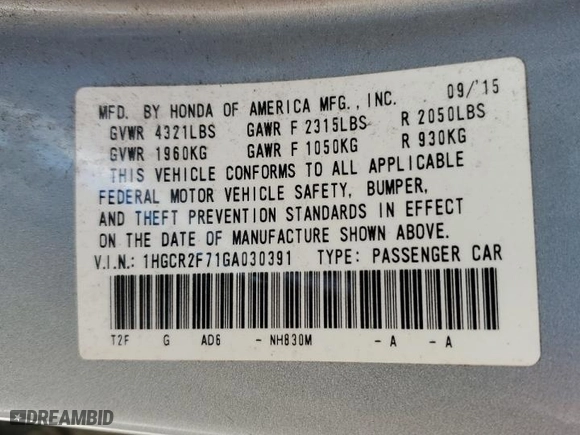 MFD. BY HONDA OF AMERICA MFG., INC. 09/'15
GVWR 4321LBS GAWR F 2315LBS R 2050LBS
GVWR 1960KG GAWR F 1050KG R 930KG
THIS VEHICLE CONFORMS TO ALL APPLICABLE
FEDERAL MOTOR VEHICLE SAFETY, BUMPER,
AND THEFT PREVENTION STANDARDS IN EFFECT
ON THE DATE OF MANUFACTURE SHOWN ABOVE.
V.I.N.: 1HGCR2F71GA030391 TYPE: PASSENGER CAR
T2F G AD6 - NH830M - A - A
DREAMBID